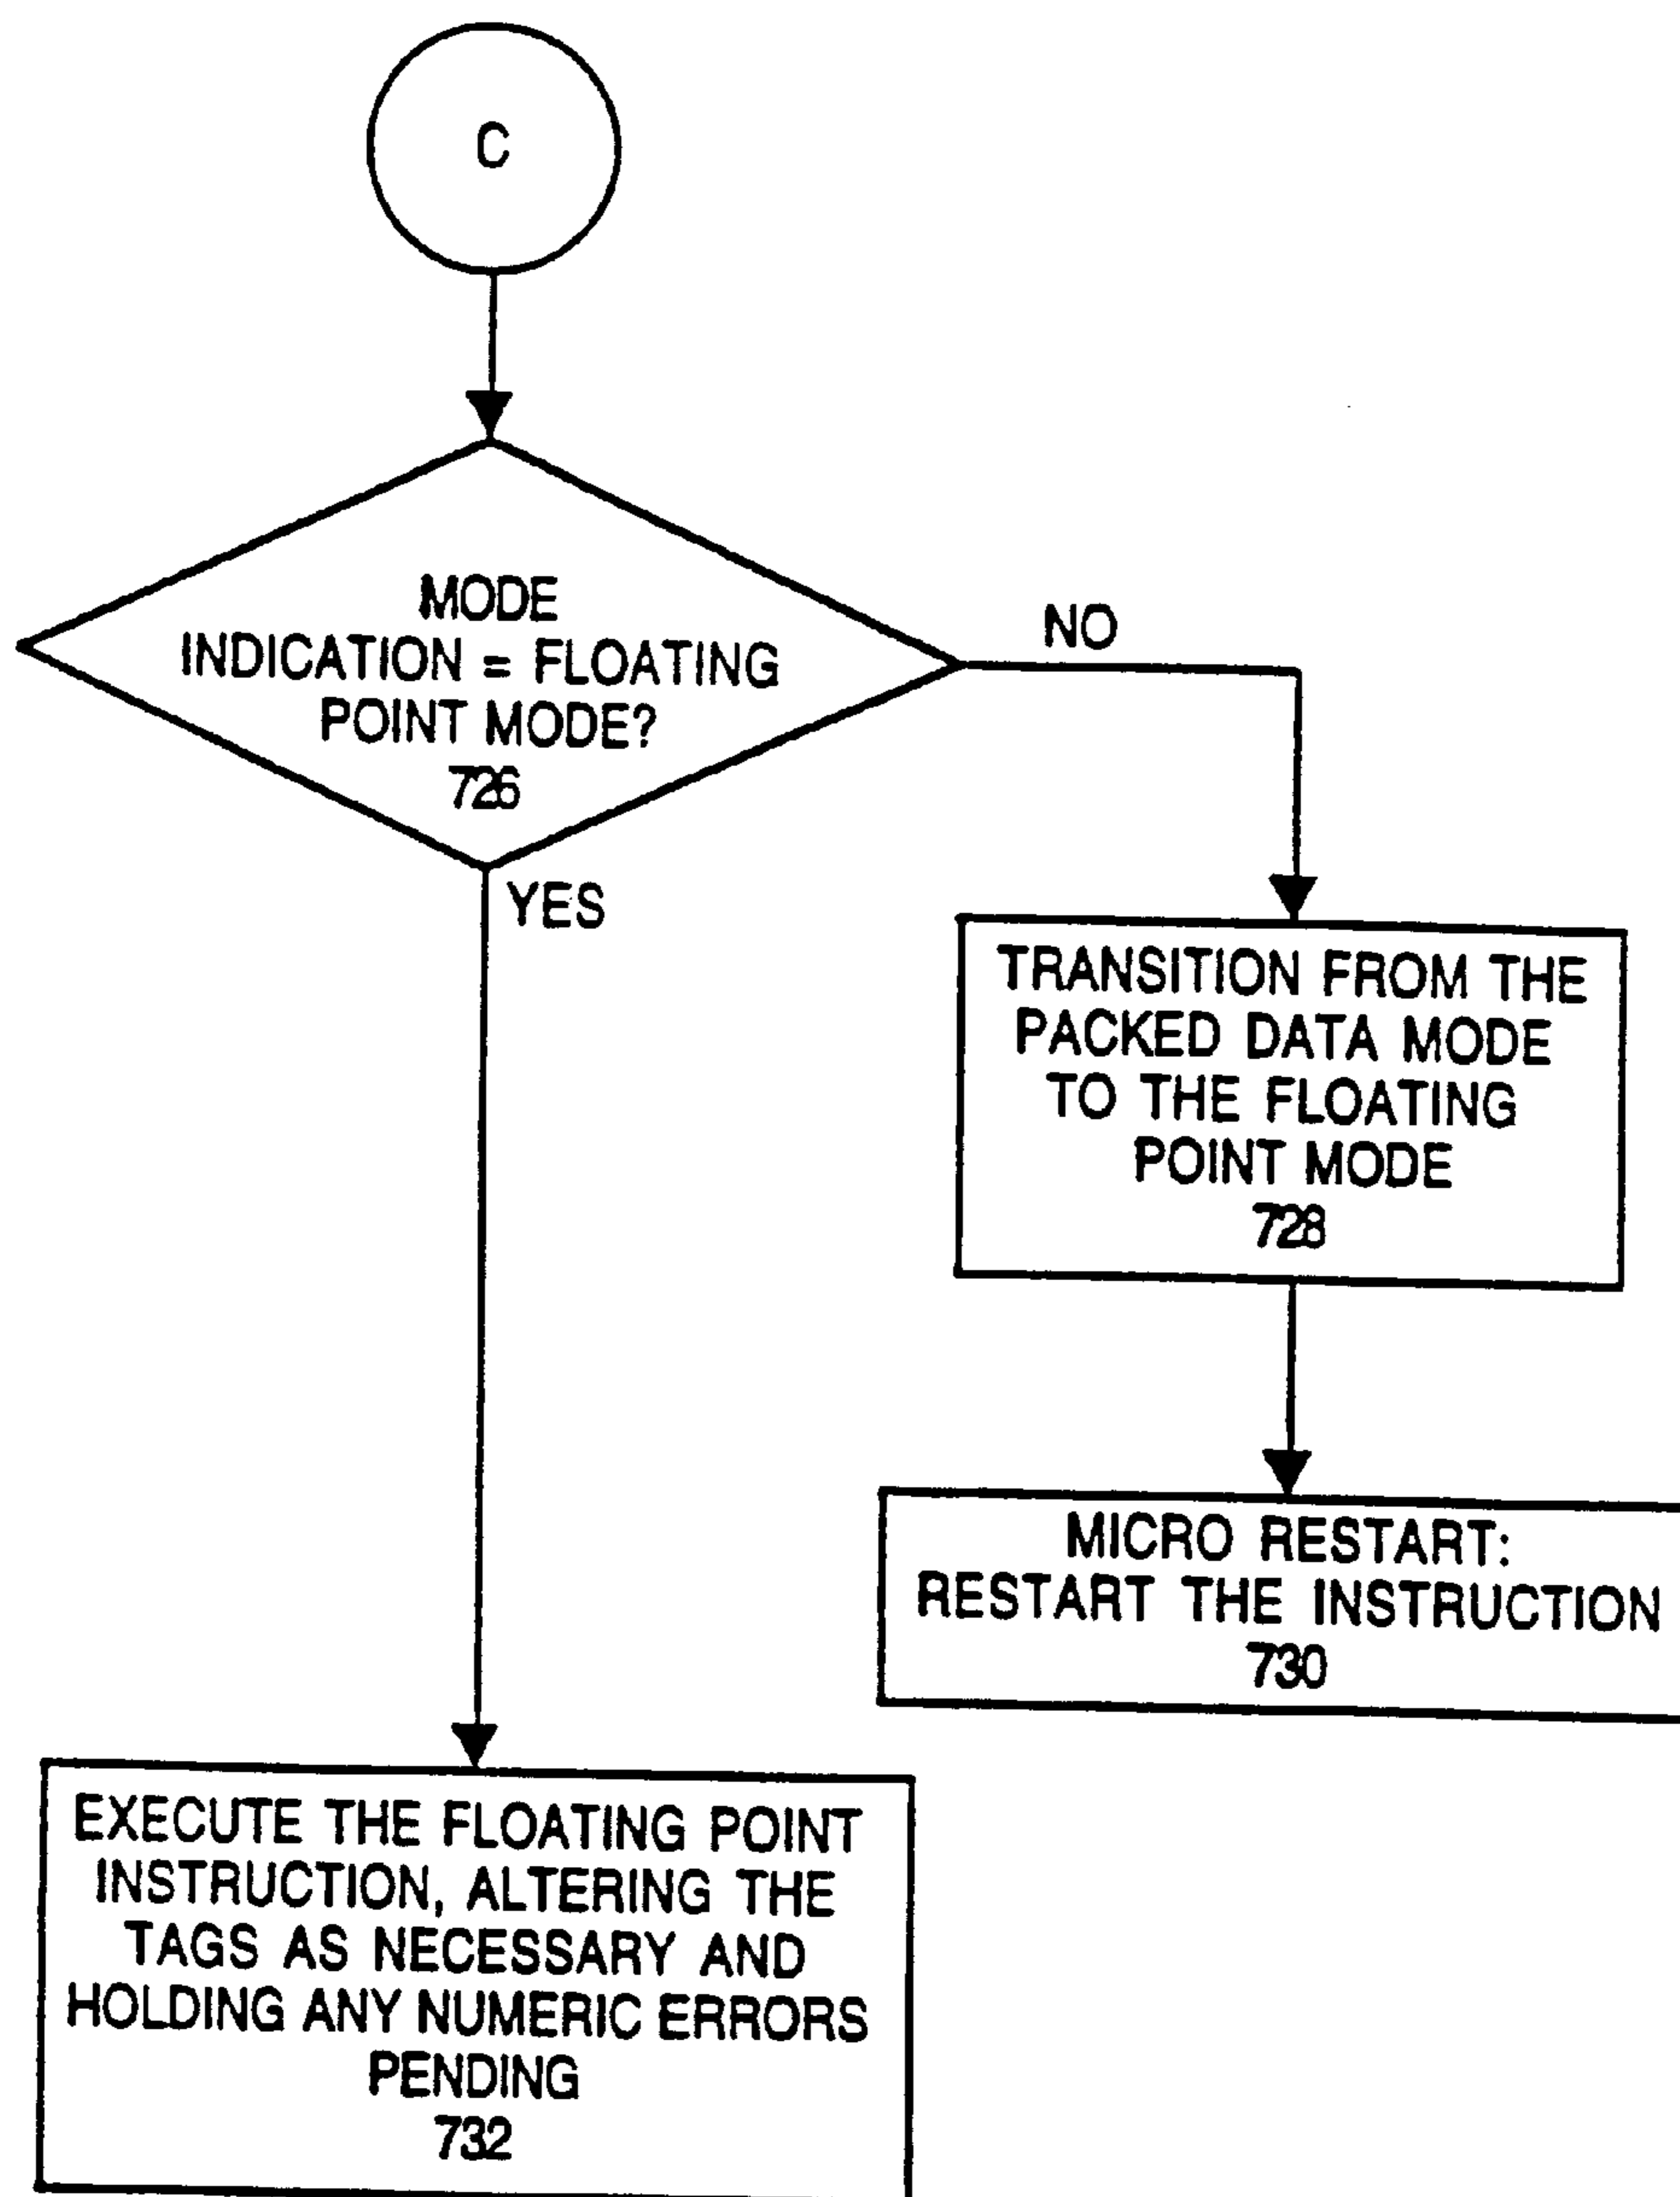 C
MODE
INDICATION = FLOATING
POINT MODE?
726
NO
YES
TRANSITION FROM THE
PACKED DATA MODE
TO THE FLOATING
POINT MODE
728
MICRO RESTART:
RESTART THE INSTRUCTION
730
EXECUTE THE FLOATING POINT
INSTRUCTION, ALTERING THE
TAGS AS NECESSARY AND
HOLDING ANY NUMERIC ERRORS
PENDING
732